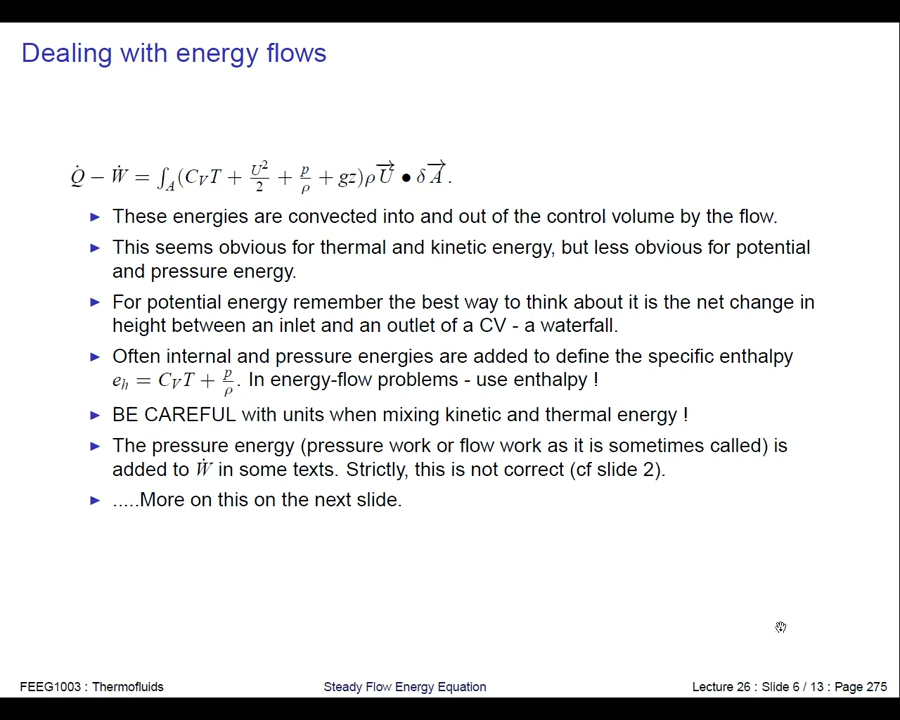 Dealing with energy flows
Q̇ − Ẇ = ∫_A (C_V T + U²/2 + p/ρ + gz)ρU⃗ • δA⃗.
► These energies are convected into and out of the control volume by the flow.
► This seems obvious for thermal and kinetic energy, but less obvious for potential
and pressure energy.
► For potential energy remember the best way to think about it is the net change in
height between an inlet and an outlet of a CV - a waterfall.
► Often internal and pressure energies are added to define the specific enthalpy
e_h = C_V T + p/ρ. In energy-flow problems - use enthalpy !
► BE CAREFUL with units when mixing kinetic and thermal energy !
► The pressure energy (pressure work or flow work as it is sometimes called) is
added to Ẇ in some texts. Strictly, this is not correct (cf slide 2).
► .....More on this on the next slide.
FEEG1003 : Thermofluids Steady Flow Energy Equation Lecture 26 : Slide 6 / 13 : Page 275